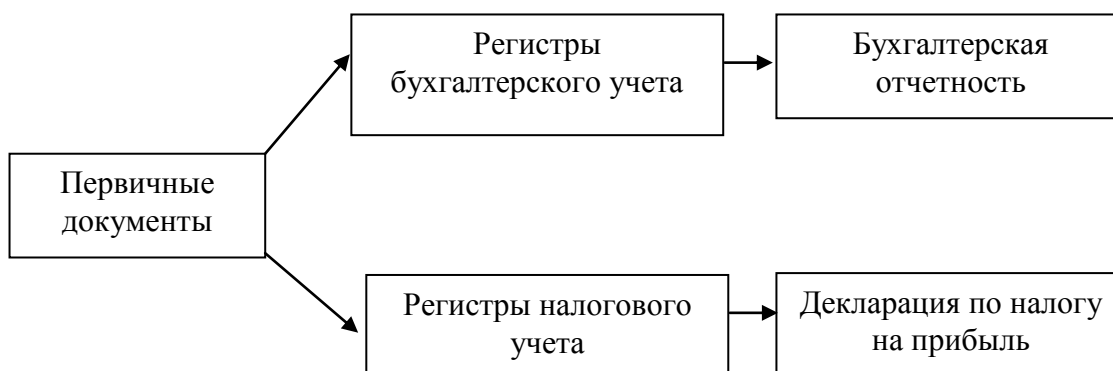 Регистры
бухгалтерского учета
Бухгалтерская
отчетность
Первичные
документы
Регистры налогового
учета
Декларация по налогу
на прибыль